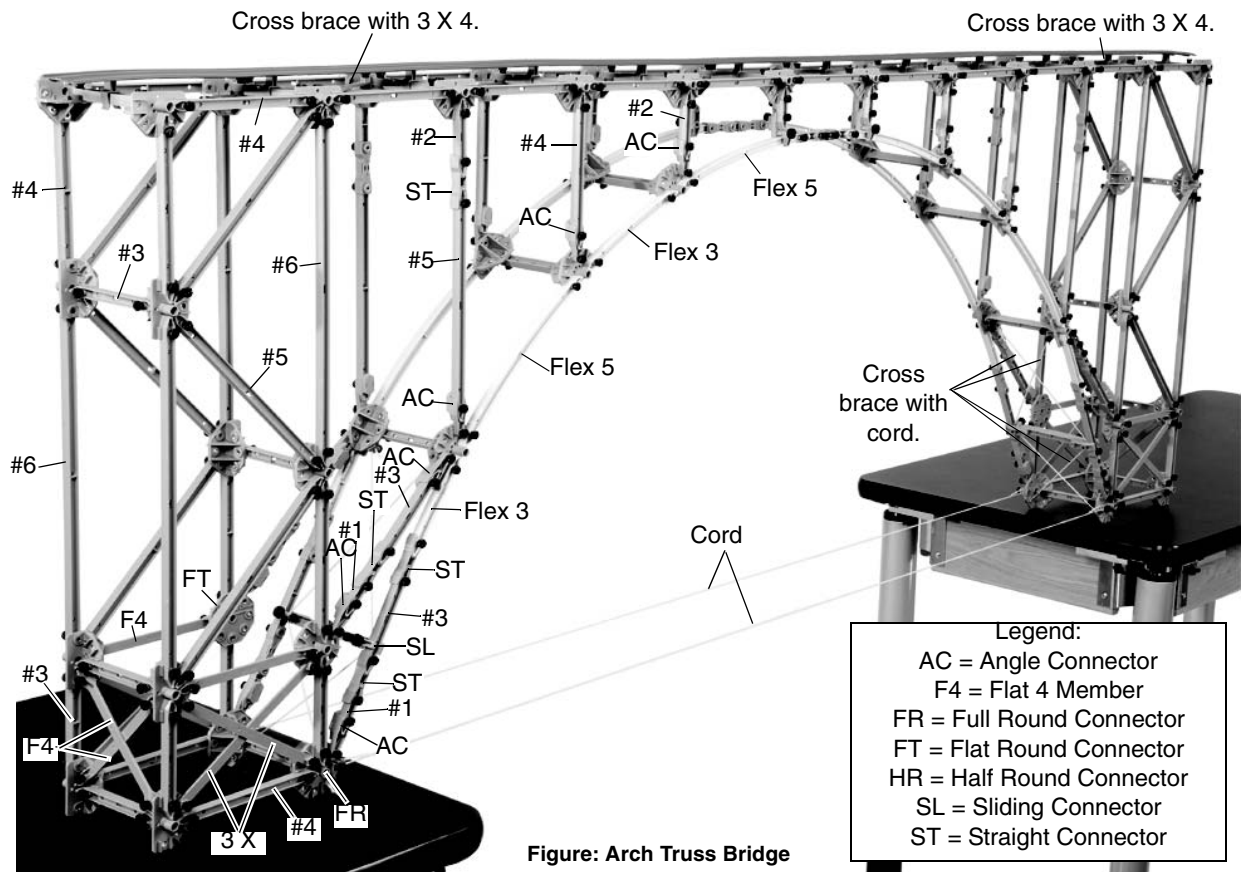 Cross brace with 3 X 4.
Cross brace with 3 X 4.
#4
#2
#4
#2
AC
ST
Flex 5
#4
#3
#6
#5
AC
Flex 3
#5
Flex 5
AC
Cross
brace with
cord.
#6
AC
#3
ST
Flex 3
#1
AC
Cord
FT
ST
F4
#3
SL
#3
ST
#1
F4
AC
FR
3 X
#4
Legend:
AC = Angle Connector
F4 = Flat 4 Member
FR = Full Round Connector
FT = Flat Round Connector
HR = Half Round Connector
SL = Sliding Connector
ST = Straight Connector
Figure: Arch Truss Bridge